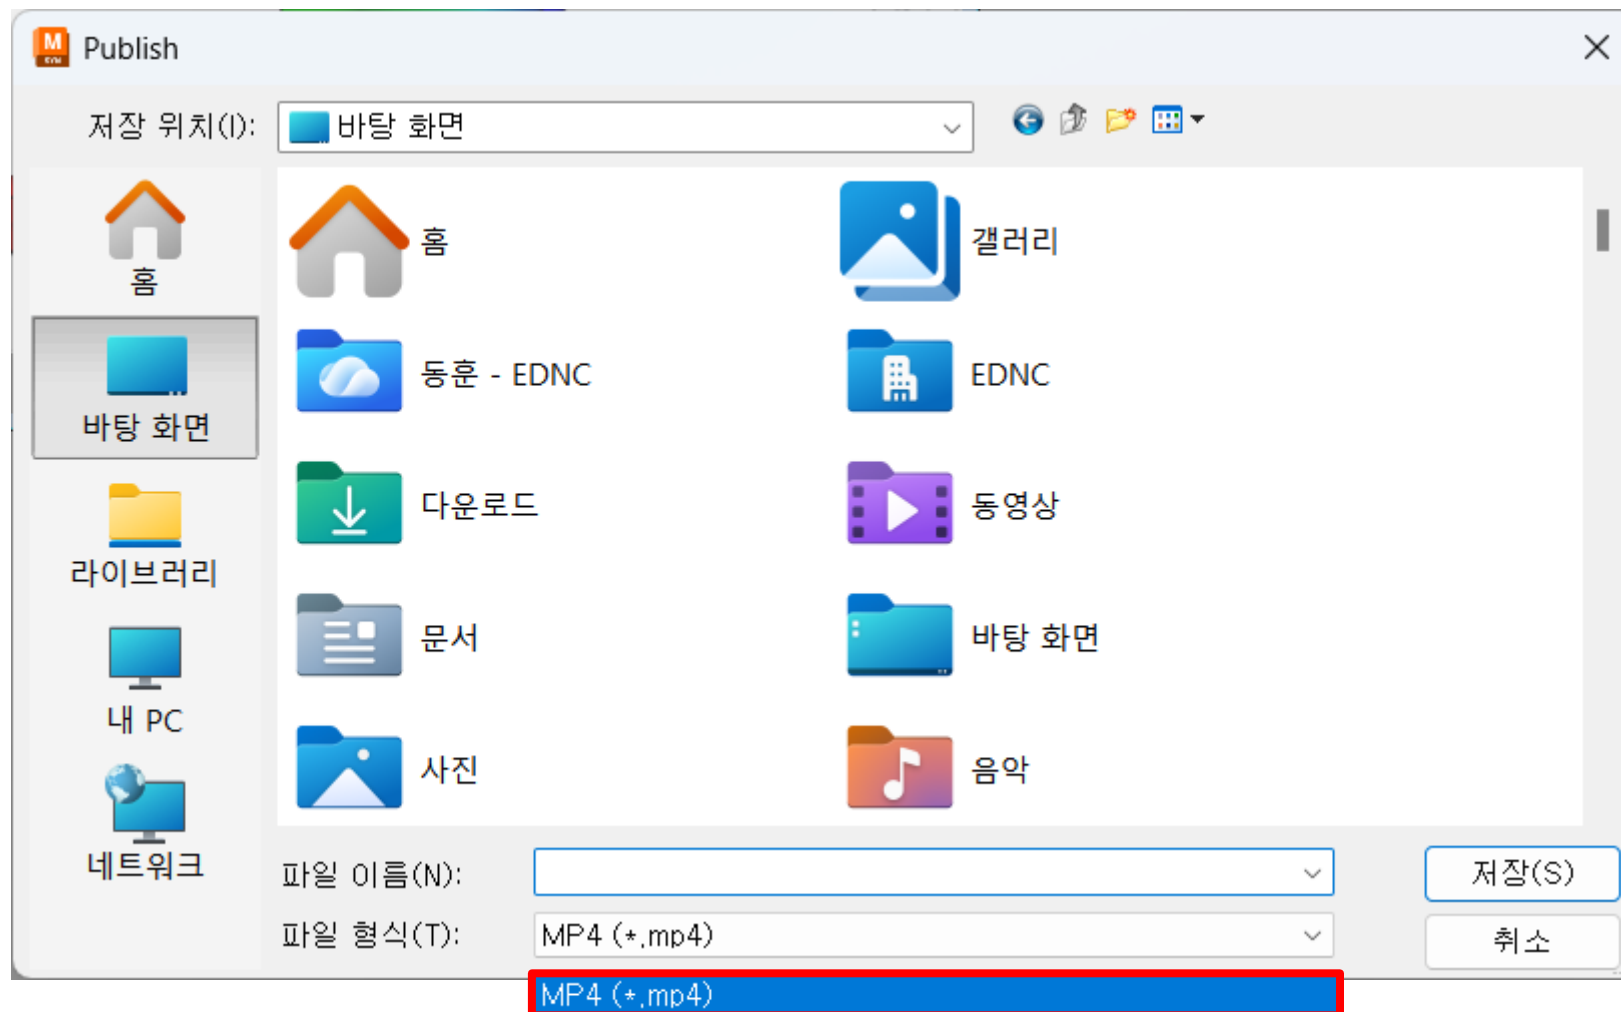 Publish
저장 위치(I):
바탕 화면
홈
바탕 화면
라이브러리
내 PC
네트워크
홈
갤러리
동훈 - EDNC
EDNC
다운로드
동영상
문서
바탕 화면
사진
음악
파일 이름(N):
저장(S)
파일 형식(T):
MP4 (*,mp4)
취소
MP4 (*,mp4)